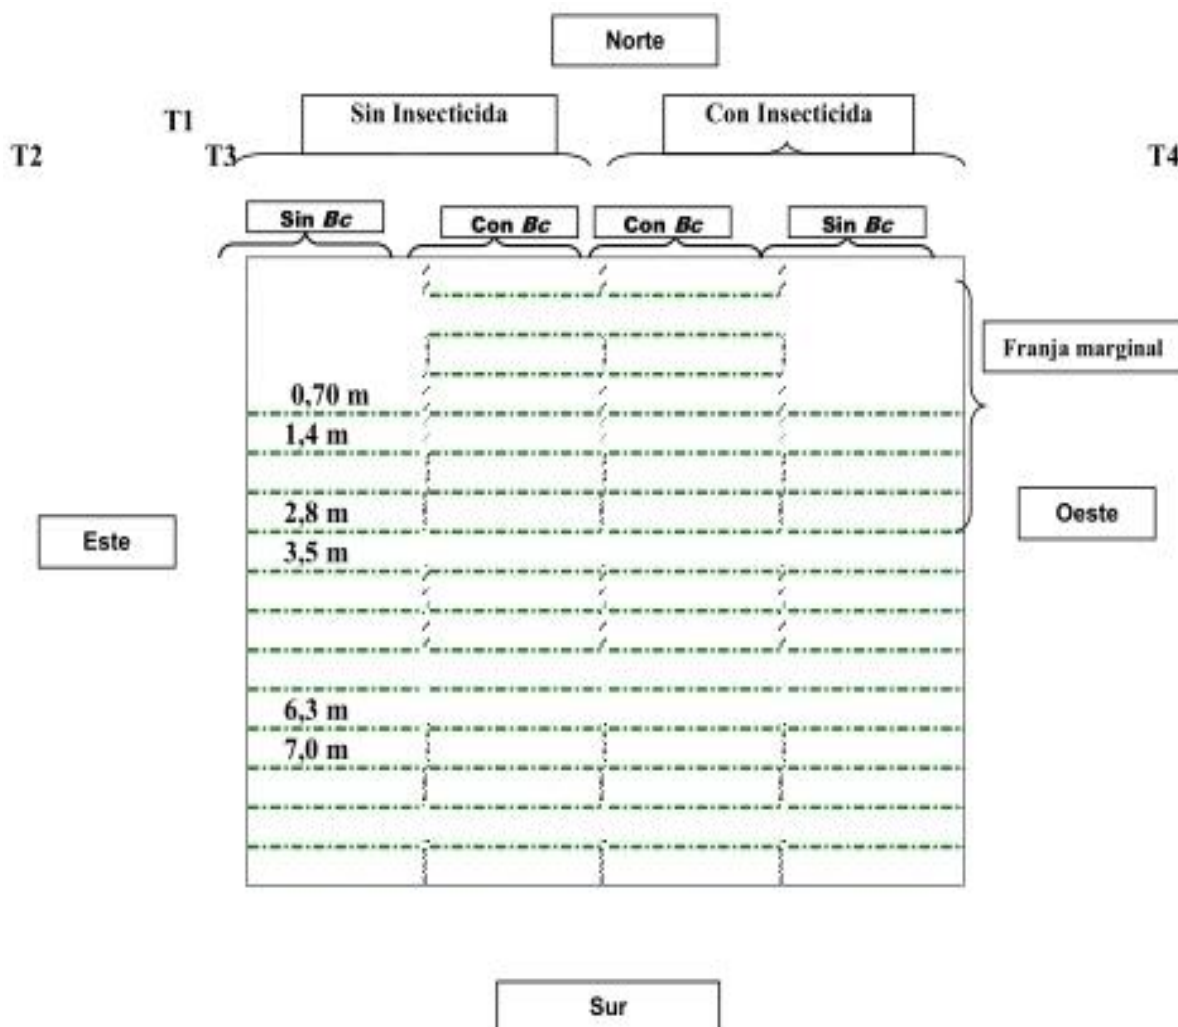 Norte
Sin Insecticida
Con Insecticida
T1
T2
T3
T4
Sin Bc
Con Bc
Con Bc
Sin Bc
Franja marginal
0,70 m
1,4 m
2,8 m
Oeste
Este
3,5 m
6,3 m
7,0 m
Sur